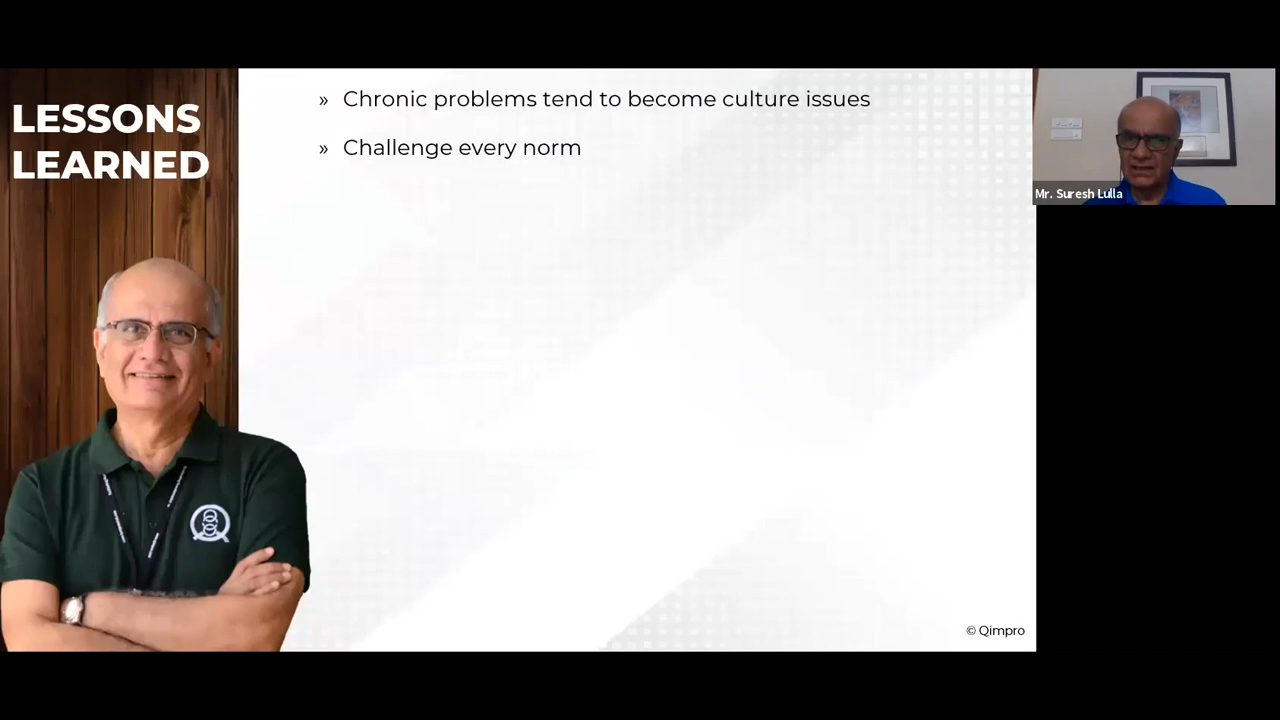 LESSONS
LEARNED
» Chronic problems tend to become culture issues
» Challenge every norm
Mr. Suresh Lulla
© Qimpro